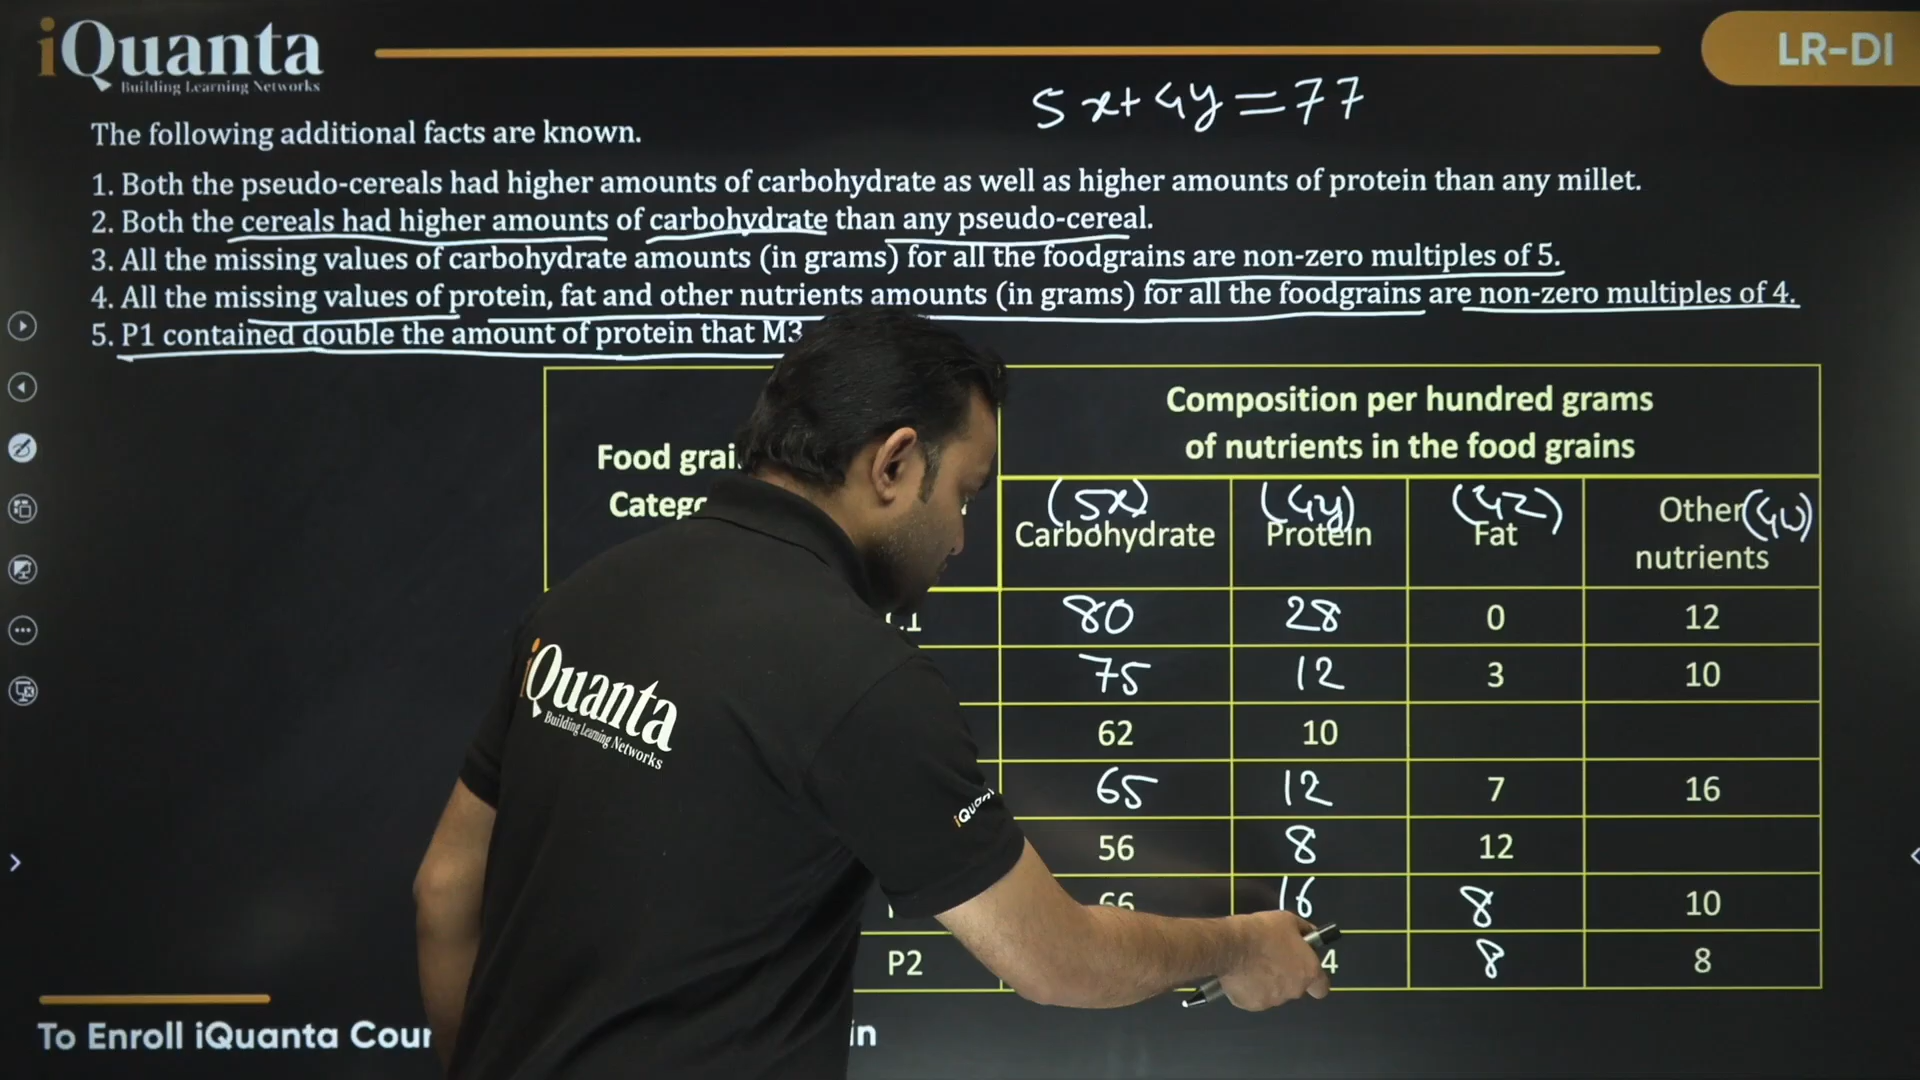 iQuanta
Building Learning Networks
LR-DI
5x+4y=77
The following additional facts are known.
1. Both the pseudo-cereals had higher amounts of carbohydrate as well as higher amounts of protein than any millet.
2. Both the cereals had higher amounts of carbohydrate than any pseudo-cereal.
3. All the missing values of carbohydrate amounts (in grams) for all the foodgrains are non-zero multiples of 5.
4. All the missing values of protein, fat and other nutrients amounts (in grams) for all the foodgrains are non-zero multiples of 4.
5. P1 contained double the amount of protein that M3
Food
Composition per hundred grams
of nutrients in the food grains
(5x) (4y) (4z) (4w)
Carbohydrate Protein Fat Other
nutrients
80 28 0 12
75 12 3 10
62 10
65 12 7 16
56 8 12
66 16 8 10
P2 4 8 8
iQuanta
Building Learning Networks
To Enroll iQuanta in